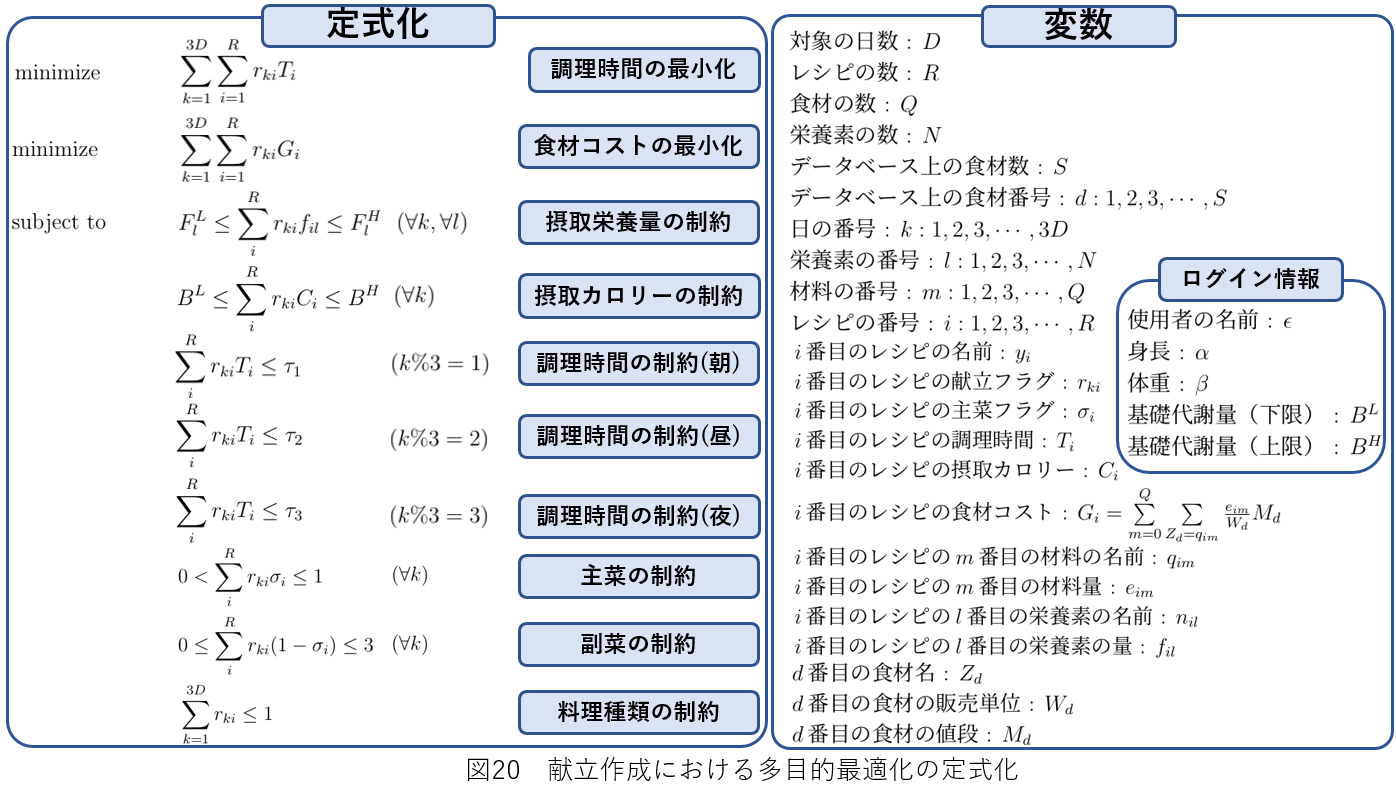 定式化
minimize \sum_{k=1}^{3D} \sum_{i=1}^{R} r_{ki} T_i 調理時間の最小化
minimize \sum_{k=1}^{3D} \sum_{i=1}^{R} r_{ki} G_i 食材コストの最小化
subject to F_l^L ≤ \sum_{i}^{R} r_{ki} f_{il} ≤ F_l^H (∀k, ∀l) 摂取栄養量の制約
B^L ≤ \sum_{i}^{R} r_{ki} C_i ≤ B^H (∀k) 摂取カロリーの制約
\sum_{i}^{R} r_{ki} T_i ≤ τ_1 (k%3 = 1) 調理時間の制約(朝)
\sum_{i}^{R} r_{ki} T_i ≤ τ_2 (k%3 = 2) 調理時間の制約(昼)
\sum_{i}^{R} r_{ki} T_i ≤ τ_3 (k%3 = 3) 調理時間の制約(夜)
0 < \sum_{i}^{R} r_{ki} σ_i ≤ 1 (∀k) 主菜の制約
0 ≤ \sum_{i}^{R} r_{ki} (1 − σ_i) ≤ 3 (∀k) 副菜の制約
\sum_{k=1}^{3D} r_{ki} ≤ 1 料理種類の制約
変数
対象の日数 : D
レシピの数 : R
食材の数 : Q
栄養素の数 : N
データベース上の食材数 : S
データベース上の食材番号 : d : 1, 2, 3, ⋯ , S
日の番号 : k : 1, 2, 3, ⋯ , 3D
栄養素の番号 : l : 1, 2, 3, ⋯ , N
材料の番号 : m : 1, 2, 3, ⋯ , Q
レシピの番号 : i : 1, 2, 3, ⋯ , R
i 番目のレシピの名前 : y_i
i 番目のレシピの献立フラグ : r_{ki}
i 番目のレシピの主菜フラグ : σ_i
i 番目のレシピの調理時間 : T_i
i 番目のレシピの摂取カロリー : C_i
i 番目のレシピの食材コスト : G_i = \sum_{m=0}^{Q} \sum_{Z_d=q_{im}} \frac{e_{im}}{W_d} M_d
i 番目のレシピの m 番目の材料の名前 : q_{im}
i 番目のレシピの m 番目の材料量 : e_{im}
i 番目のレシピの l 番目の栄養素の名前 : n_{il}
i 番目のレシピの l 番目の栄養素の量 : f_{il}
d 番目の食材名 : Z_d
d 番目の食材の販売単位 : W_d
d 番目の食材の値段 : M_d
ログイン情報
使用者の名前 : ϵ
身長 : α
体重 : β
基礎代謝量（下限） : B^L
基礎代謝量（上限） : B^H
図20 献立作成における多目的最適化の定式化